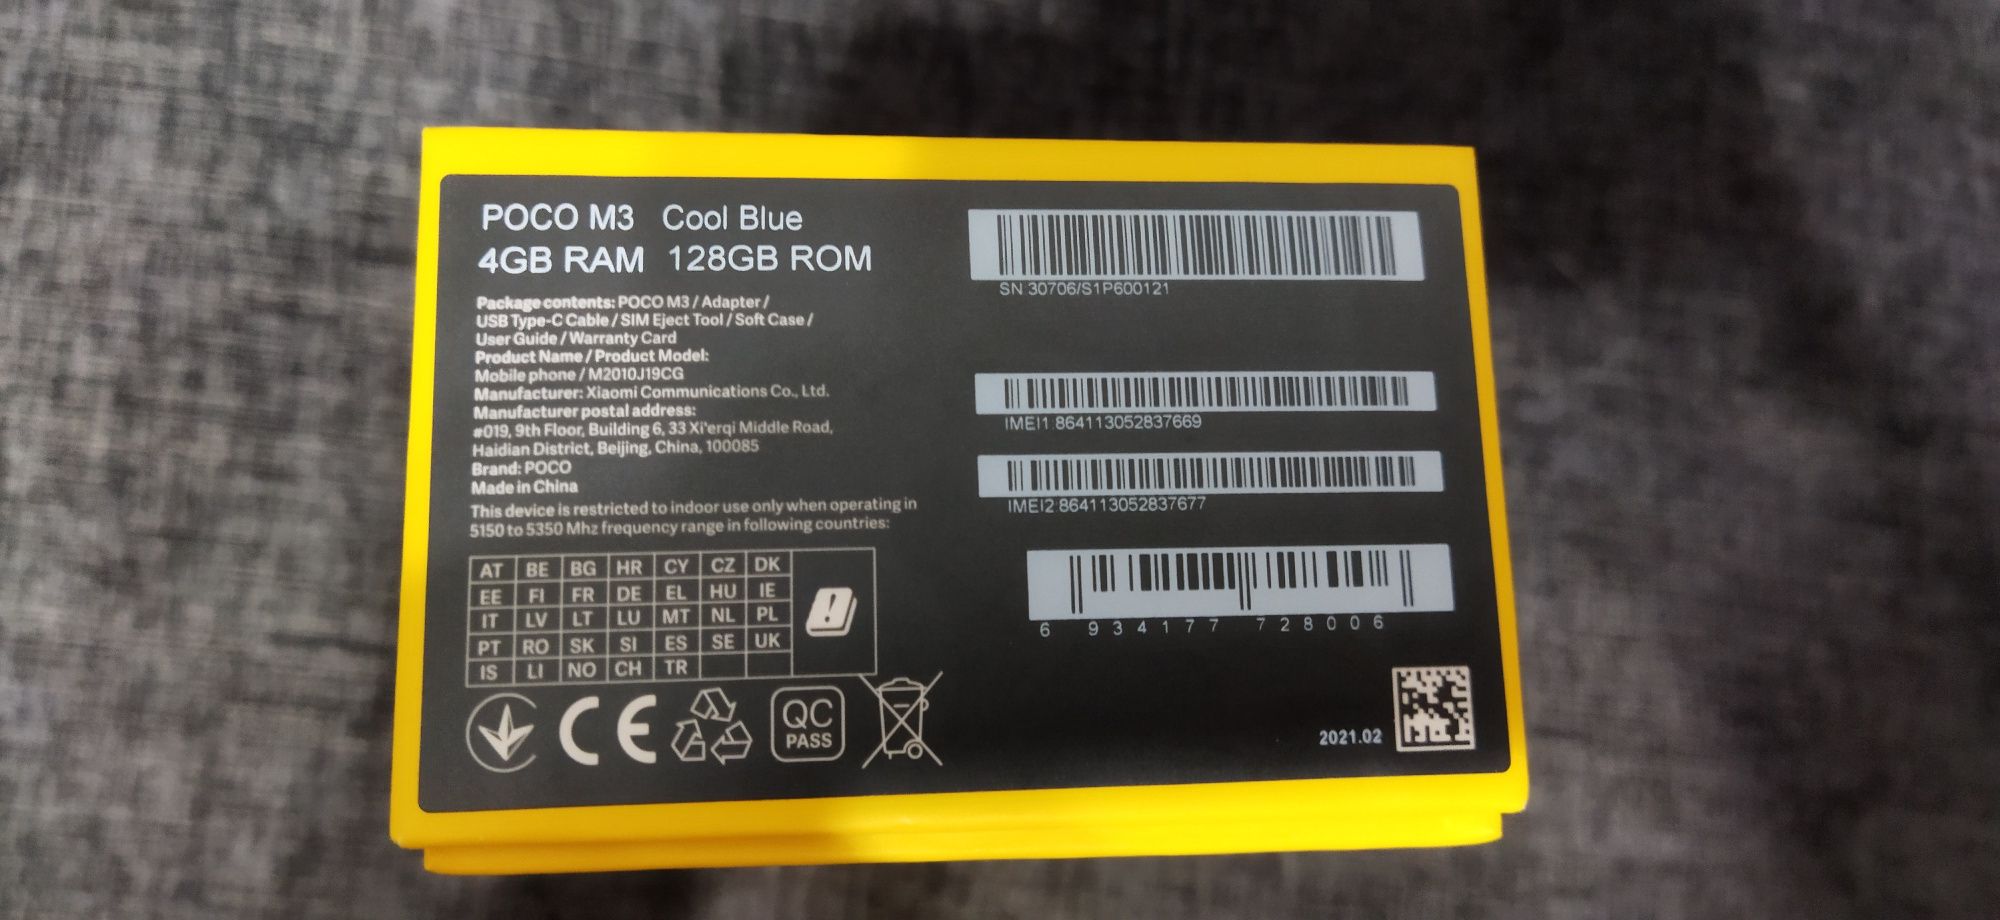 POCO M3 Cool Blue
4GB RAM 128GB ROM
Package contents: POCO M3 / Adapter /
USB Type-C Cable / SIM Eject Tool / Soft Case /
User Guide / Warranty Card
Product Name / Product Model:
Mobile phone / M2010J19CG
Manufacturer: Xiaomi Communications Co., Ltd.
Manufacturer postal address:
#019, 9th Floor, Building 6, 33 Xi'erqi Middle Road,
Haidian District, Beijing, China, 100085
Brand: POCO
Made in China
This device is restricted to indoor use only when operating in
5150 to 5350 Mhz frequency range in following countries:
AT BE BG HR CY CZ DK
EE FI FR DE EL HU IE
IT LV LT LU MT NL PL
PT RO SK SI ES SE UK
IS LI NO CH TR
CE
QC
PASS
SN:30706/S1P600121
IMEI1:864113052837669
IMEI2:864113052837677
6 934177 728006
2021.02